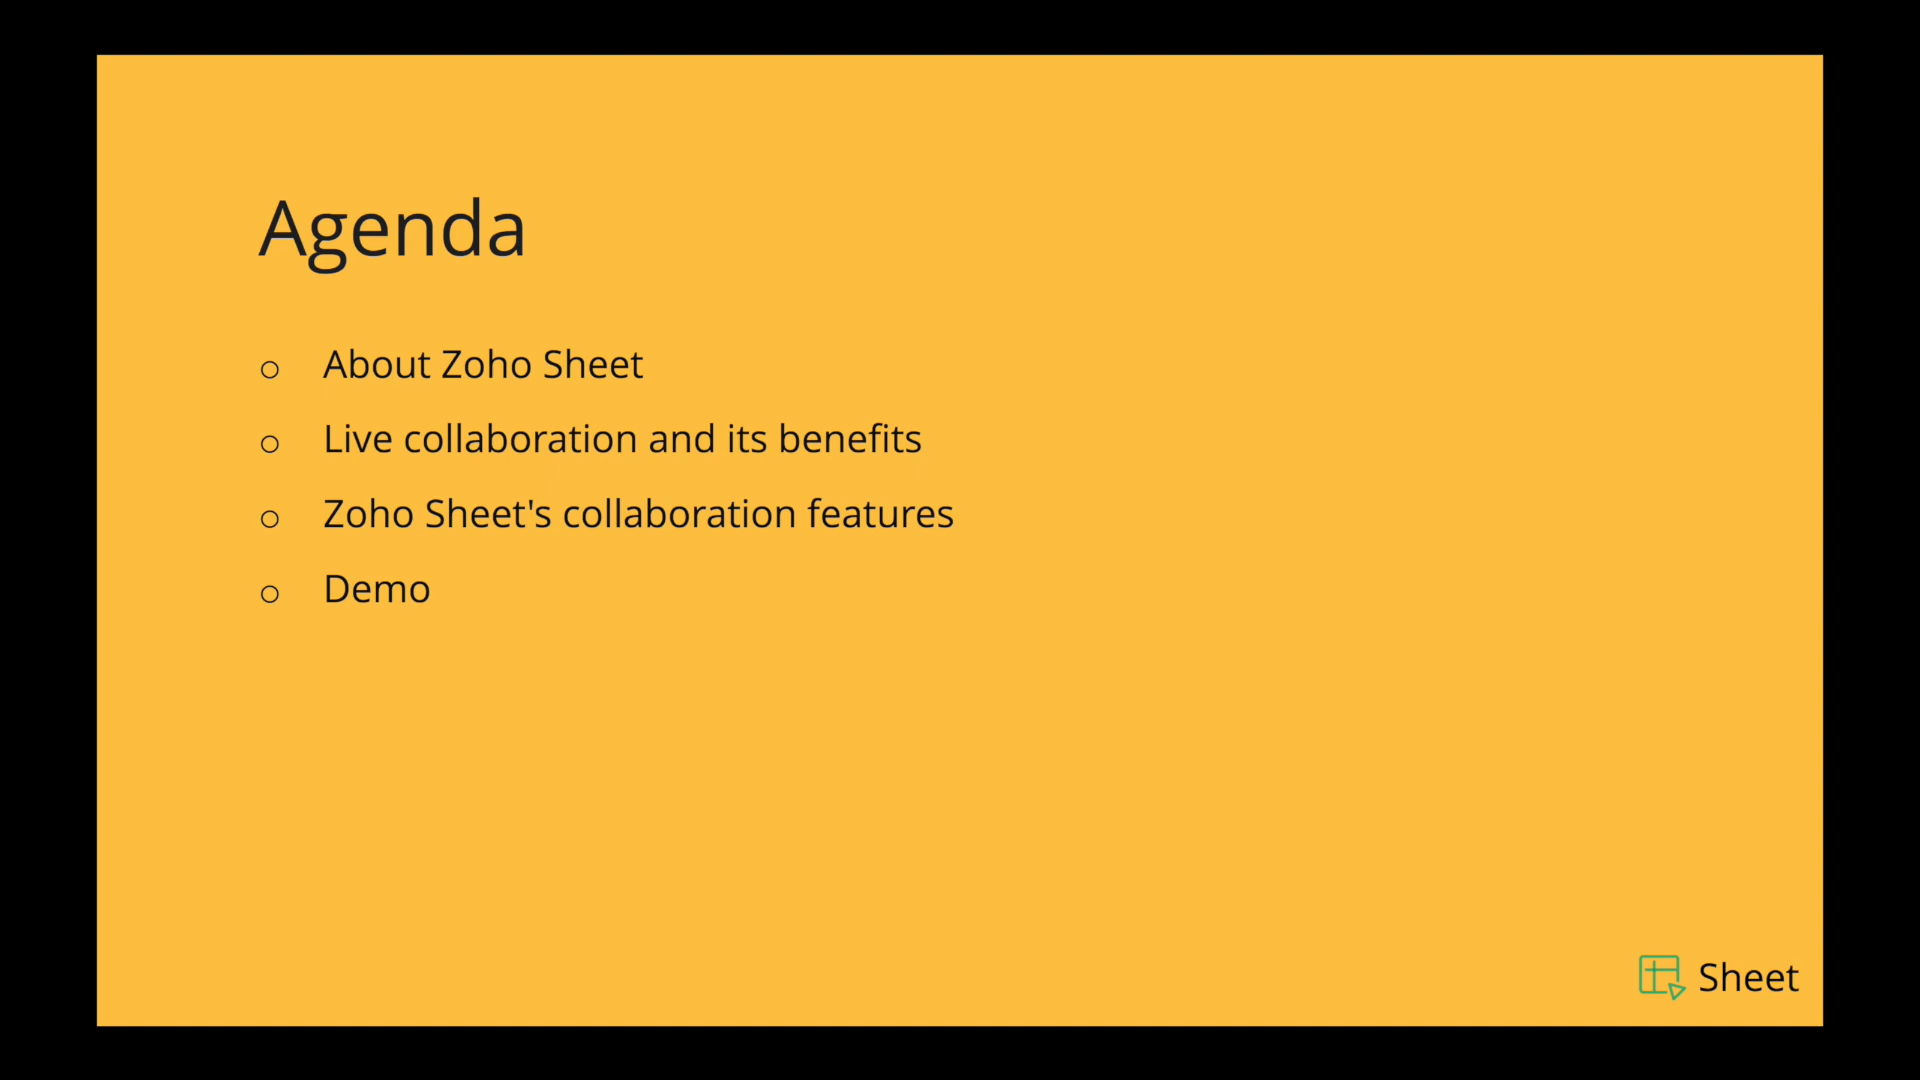 Agenda
About Zoho Sheet
Live collaboration and its benefits
Zoho Sheet's collaboration features
Demo
Sheet